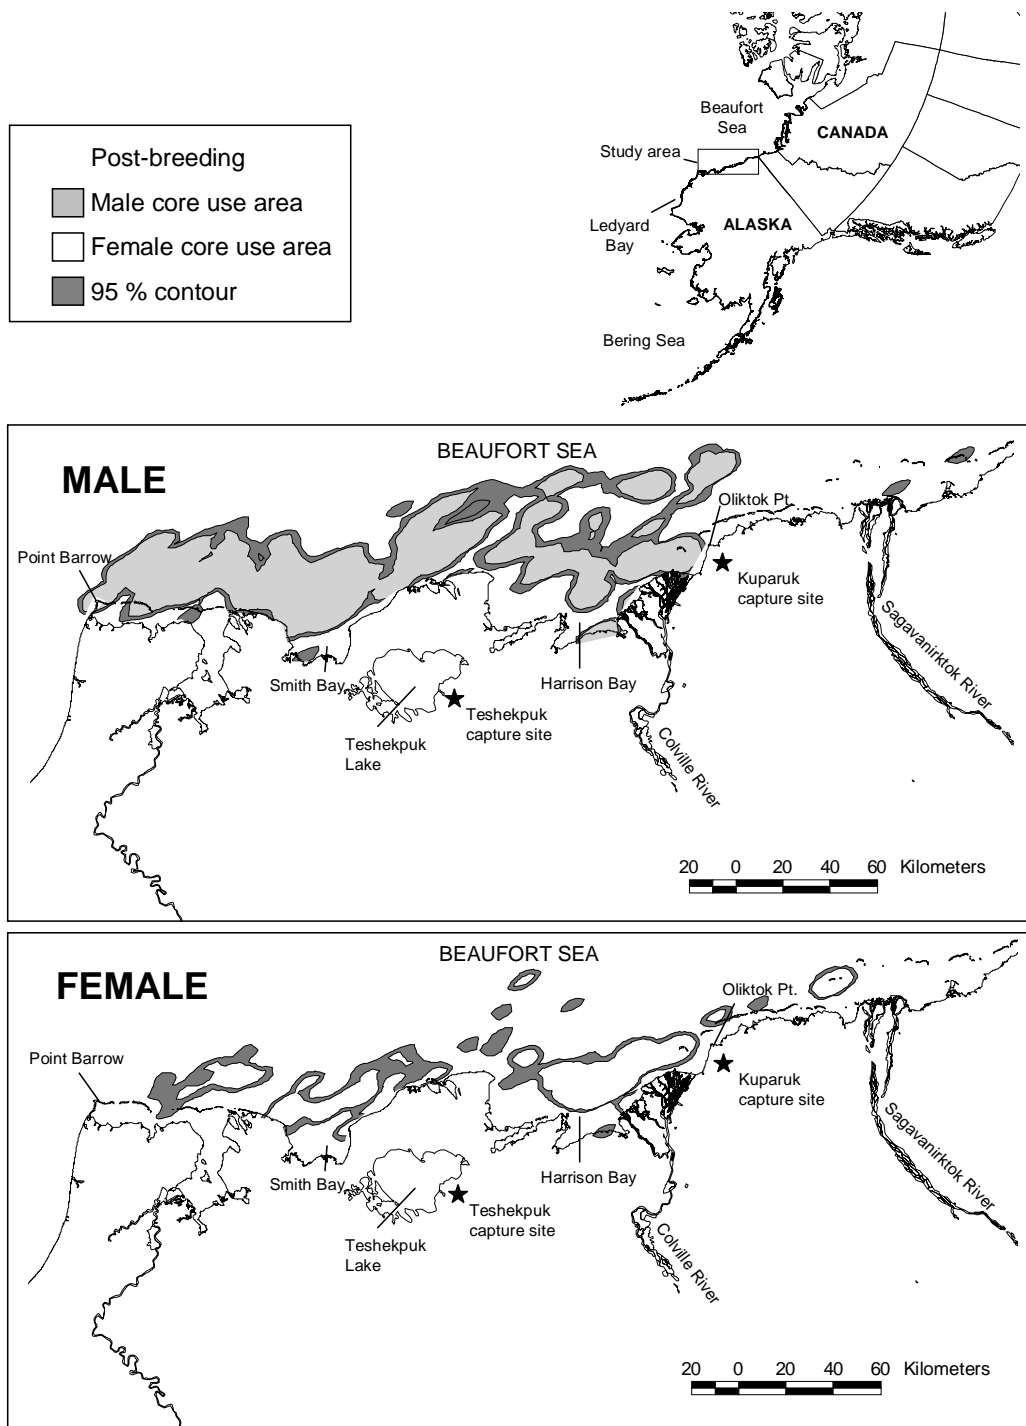 Beaufort
Sea
CANADA
Study area
Ledyard
Bay
ALASKA
Bering Sea
Post-breeding
Male core use area
Female core use area
95 % contour
BEAUFORT SEA
MALE
Oliktok Pt.
Point Barrow
Kuparuk
capture site
Sagavanirktok River
Smith Bay
Harrison Bay
Teshekpuk
capture site
Teshekpuk
Lake
Colville River
20 0 20 40 60 Kilometers
BEAUFORT SEA
FEMALE
Oliktok Pt.
Point Barrow
Kuparuk
capture site
Sagavanirktok River
Smith Bay
Harrison Bay
Teshekpuk
capture site
Teshekpuk
Lake
Colville River
20 0 20 40 60 Kilometers